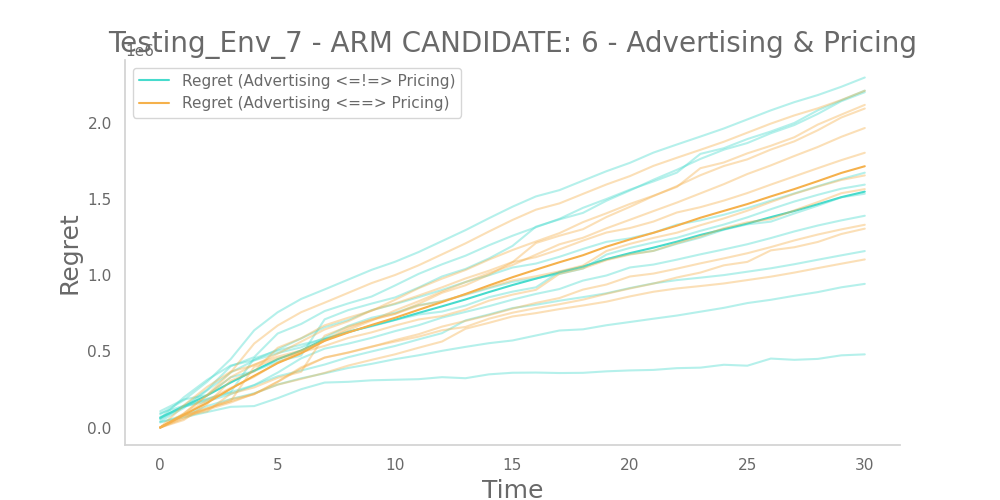 Testing_Env_7 - ARM CANDIDATE: 6 - Advertising & Pricing
1e6
Regret (Advertising <=!=> Pricing)
Regret (Advertising <==> Pricing)
2.0
1.5
1.0
0.5
0.0
Regret
0 5 10 15 20 25 30
Time